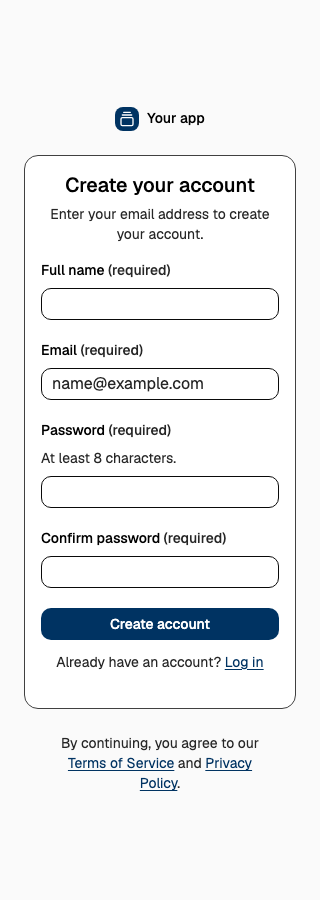 Your app
Create your account
Enter your email address to create
your account.
Full name (required)
Email (required)
name@example.com
Password (required)
At least 8 characters.
Confirm password (required)
Create account
Already have an account? Log in
By continuing, you agree to our
Terms of Service and Privacy
Policy.